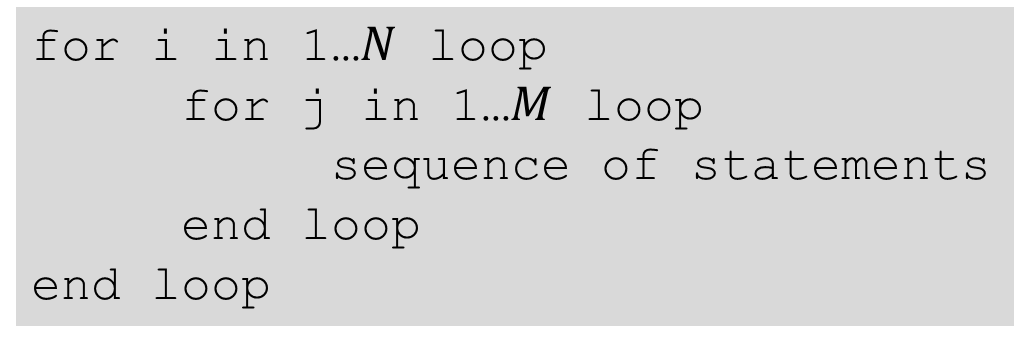 for i in 1...N loop
for j in 1...M loop
sequence of statements
end loop
end loop